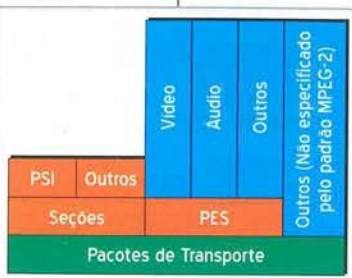 Vídeo
Áudio
Outros
Outros (Não especificado
pelo padrão MPEG-2)
PSI
Outros
Seções
PES
Pacotes de Transporte